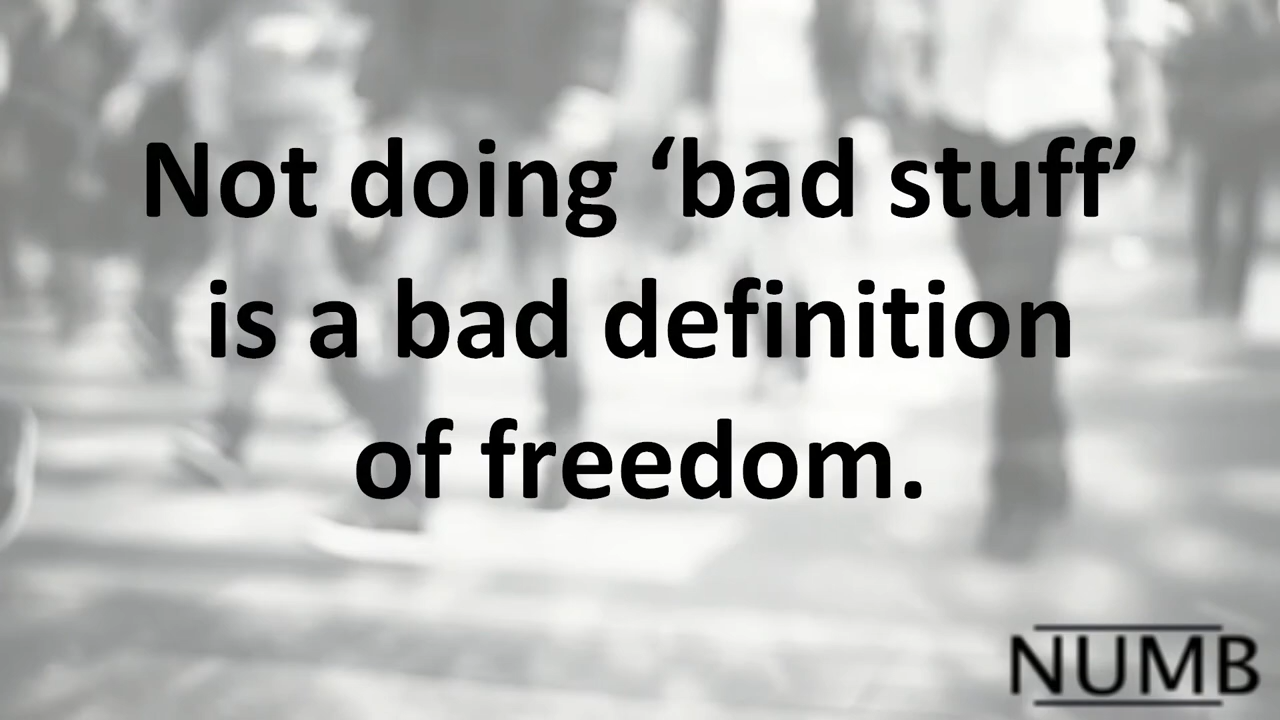 Not doing ‘bad stuff’
is a bad definition
of freedom.
NUMB